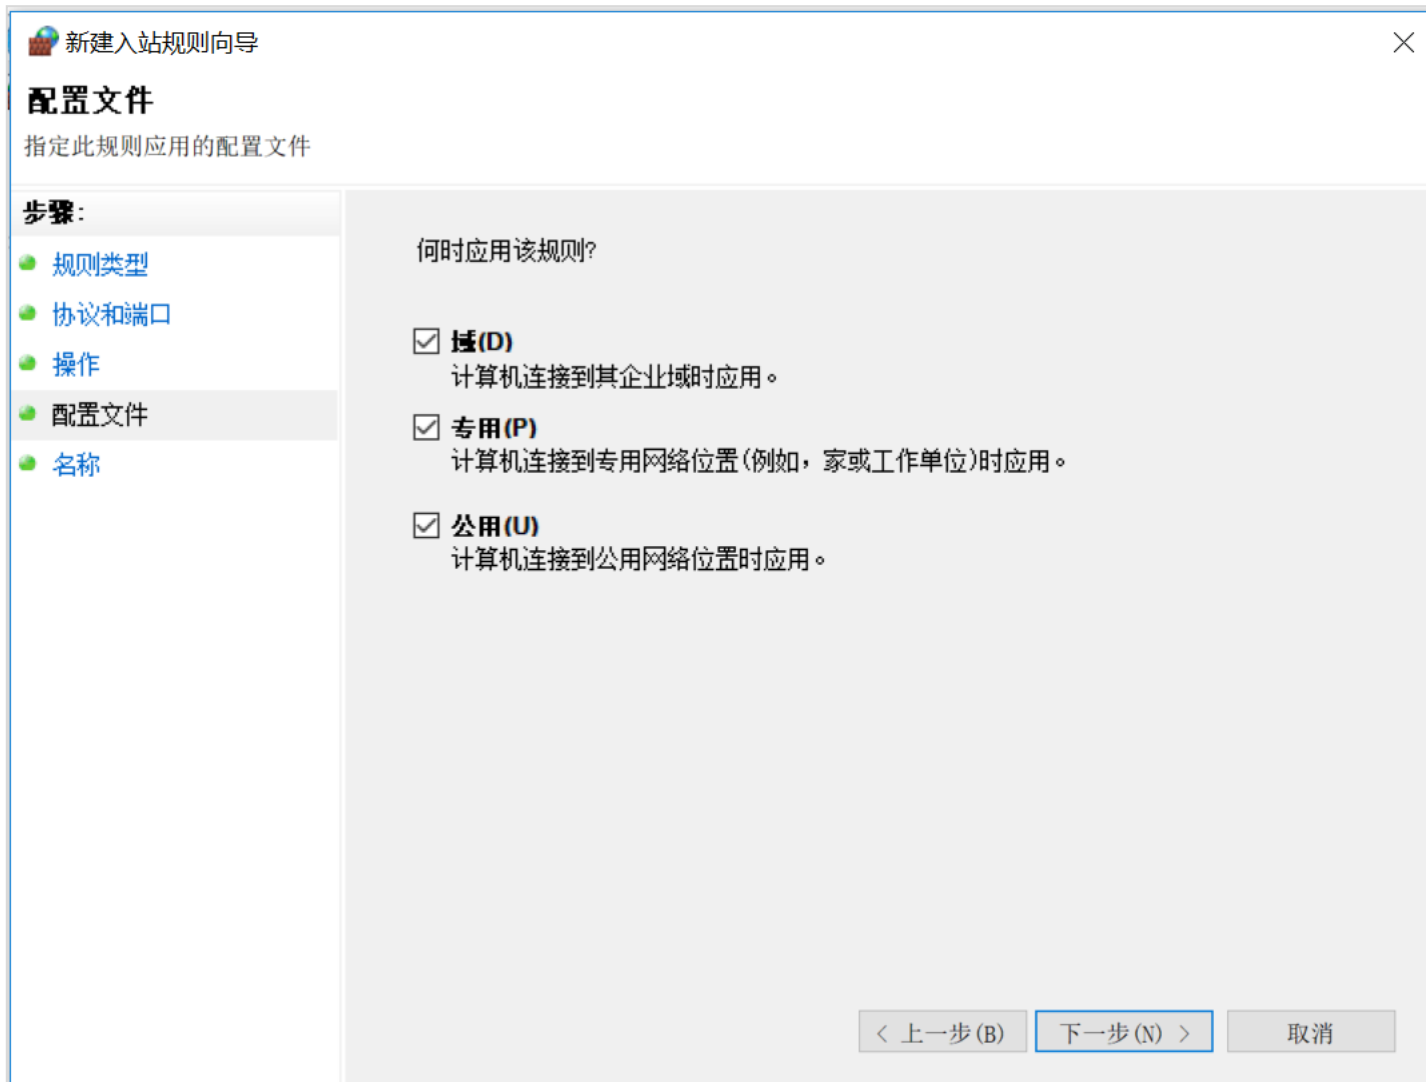 新建入站规则向导
配置文件
指定此规则应用的配置文件
步骤:
规则类型
协议和端口
操作
配置文件
名称
何时应用该规则?
域(D)
计算机连接到其企业域时应用。
专用(P)
计算机连接到专用网络位置(例如，家或工作单位)时应用。
公用(U)
计算机连接到公用网络位置时应用。
< 上一步(B)
下一步(N) >
取消